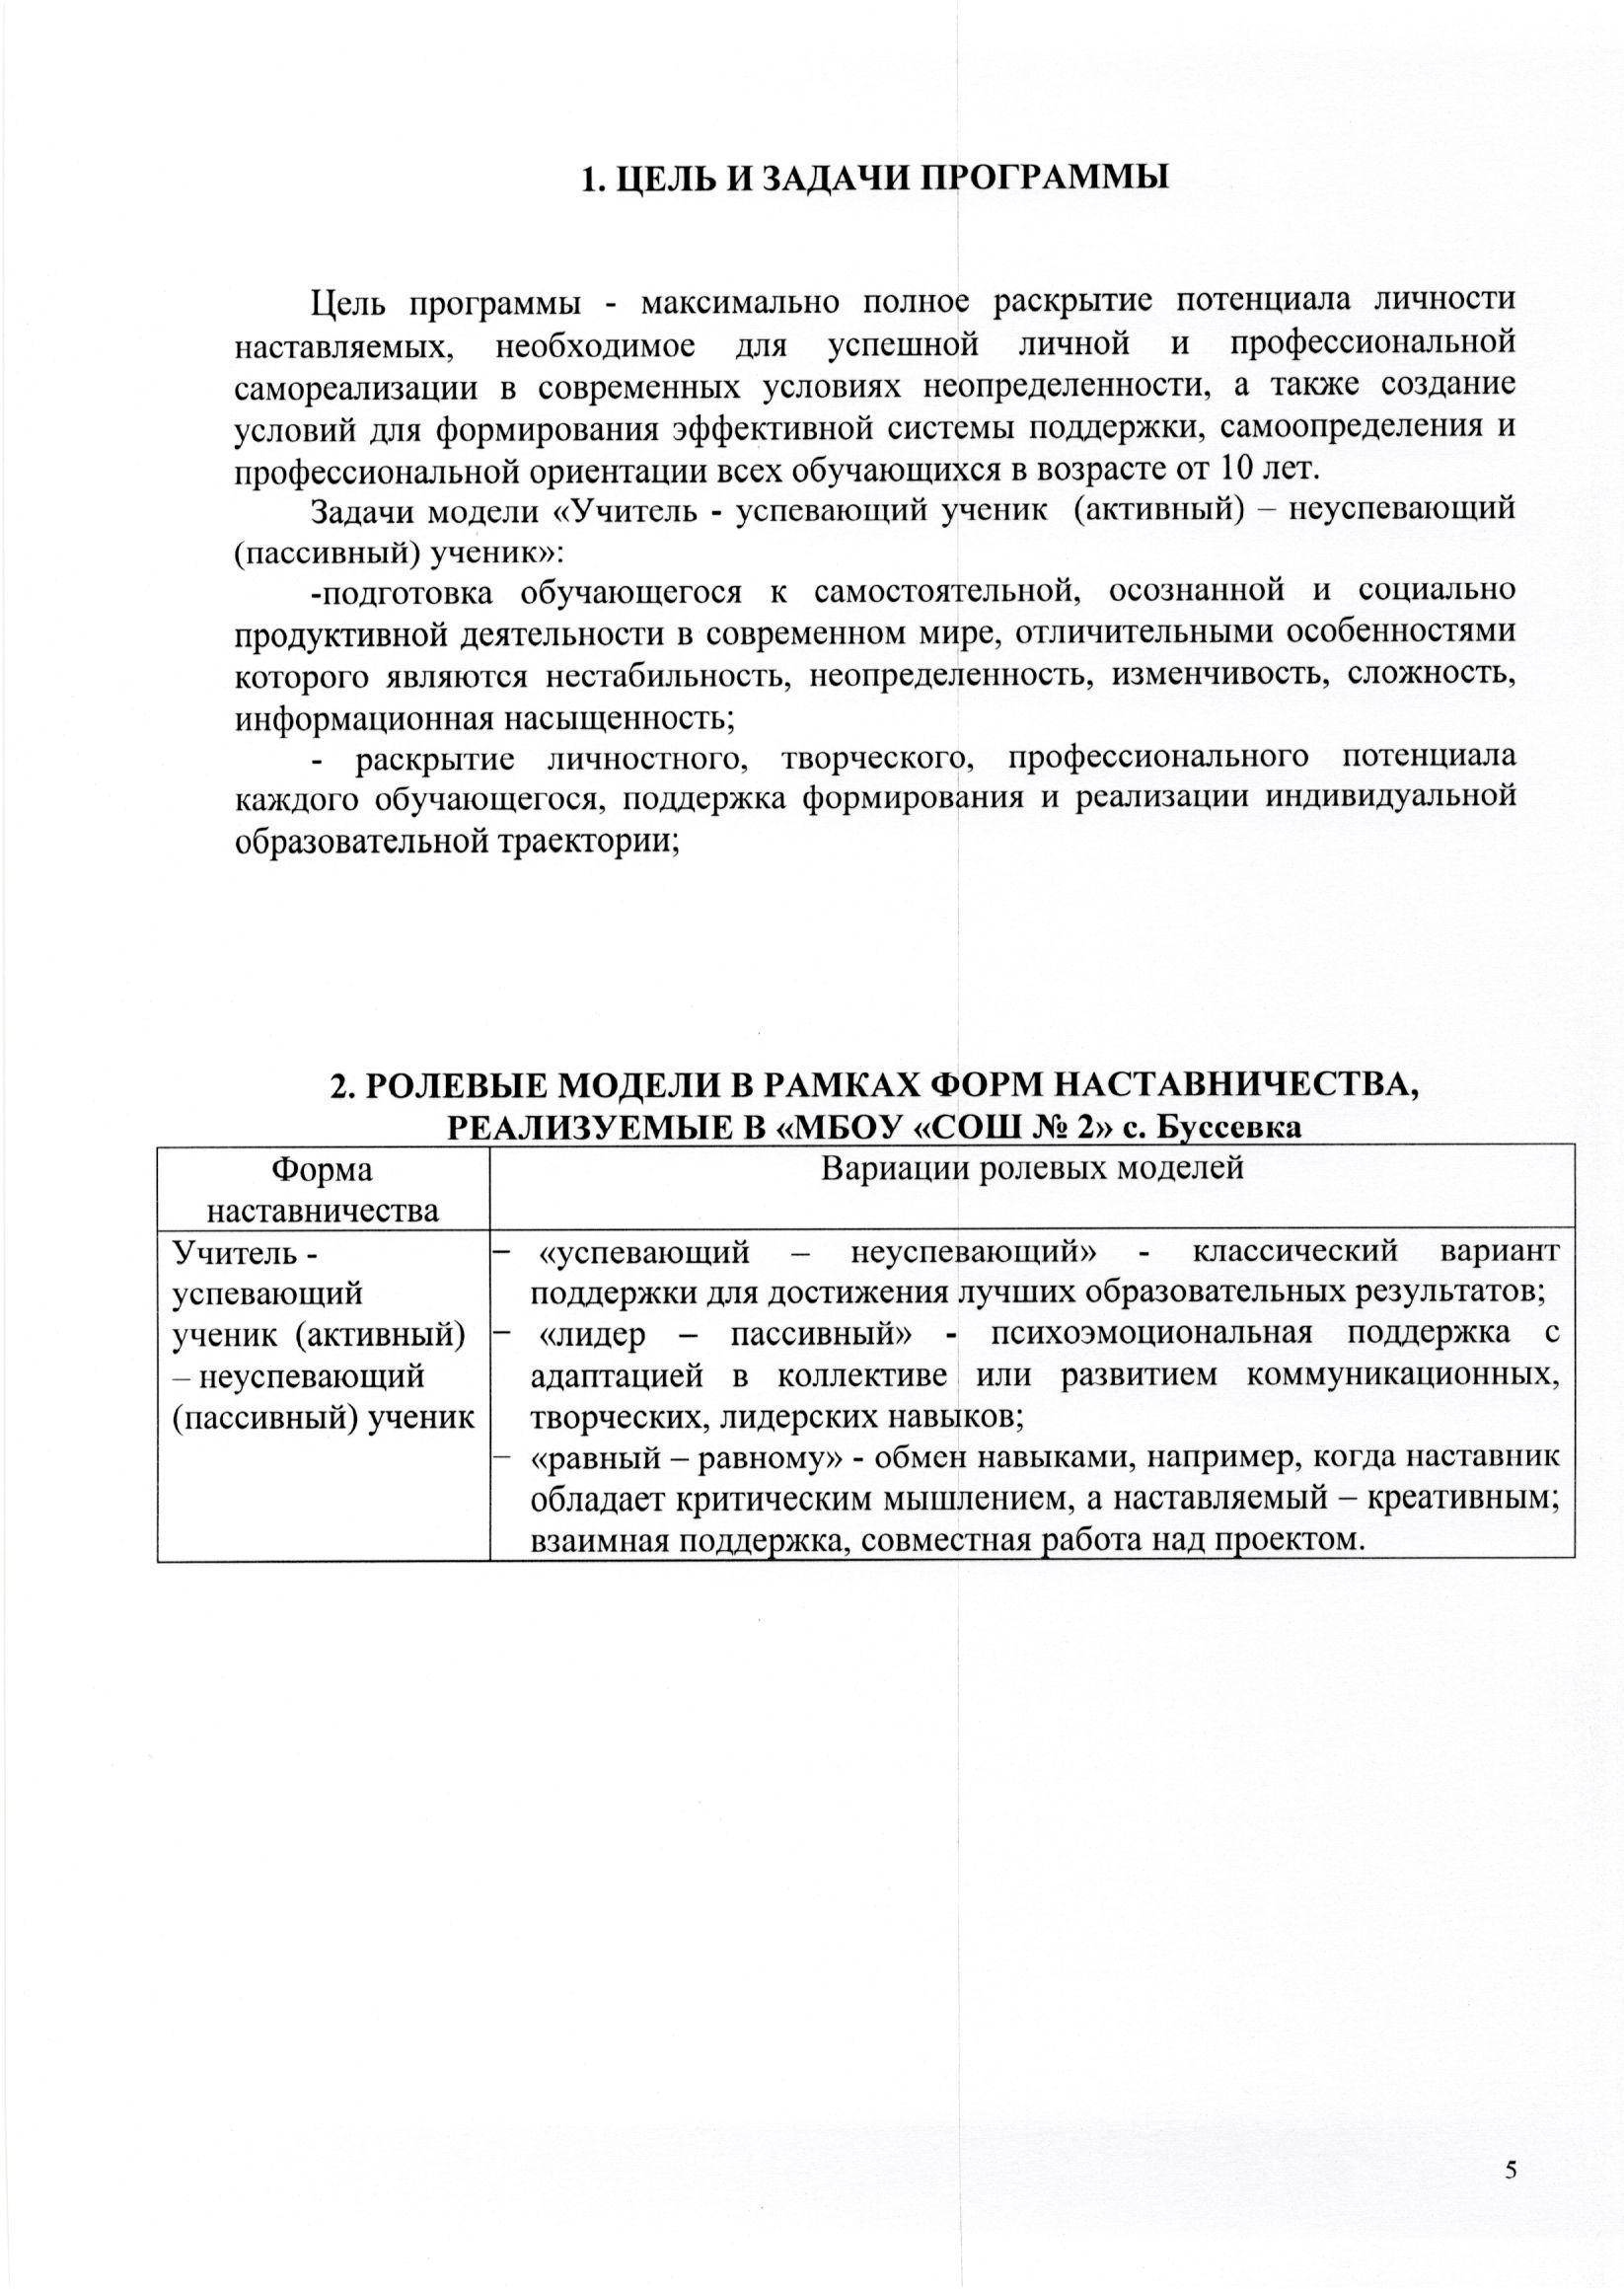 1. ЦЕЛЬ И ЗАДАЧИ ПРОГРАММЫ
Цель программы - максимально полное раскрытие потенциала личности
наставляемых, необходимое для успешной личной и профессиональной
самореализации в современных условиях неопределенности, а также создание
условий для формирования эффективной системы поддержки, самоопределения и
профессиональной ориентации всех обучающихся в возрасте от 10 лет.
Задачи модели «Учитель - успевающий ученик (активный) – неуспевающий
(пассивный) ученик»:
-подготовка обучающегося к самостоятельной, осознанной и социально
продуктивной деятельности в современном мире, отличительными особенностями
которого являются нестабильность, неопределенность, изменчивость, сложность,
информационная насыщенность;
- раскрытие личностного, творческого, профессионального потенциала
каждого обучающегося, поддержка формирования и реализации индивидуальной
образовательной траектории;
2. РОЛЕВЫЕ МОДЕЛИ В РАМКАХ ФОРМ НАСТАВНИЧЕСТВА,
РЕАЛИЗУЕМЫЕ В «МБОУ «СОШ № 2» с. Буссевка
Форма
наставничества
Вариации ролевых моделей
Учитель -
успевающий
ученик (активный)
– неуспевающий
(пассивный) ученик
– «успевающий – неуспевающий» - классический вариант
поддержки для достижения лучших образовательных результатов;
– «лидер – пассивный» - психоэмоциональная поддержка с
адаптацией в коллективе или развитием коммуникационных,
творческих, лидерских навыков;
– «равный – равному» - обмен навыками, например, когда наставник
обладает критическим мышлением, а наставляемый – креативным;
взаимная поддержка, совместная работа над проектом.
5